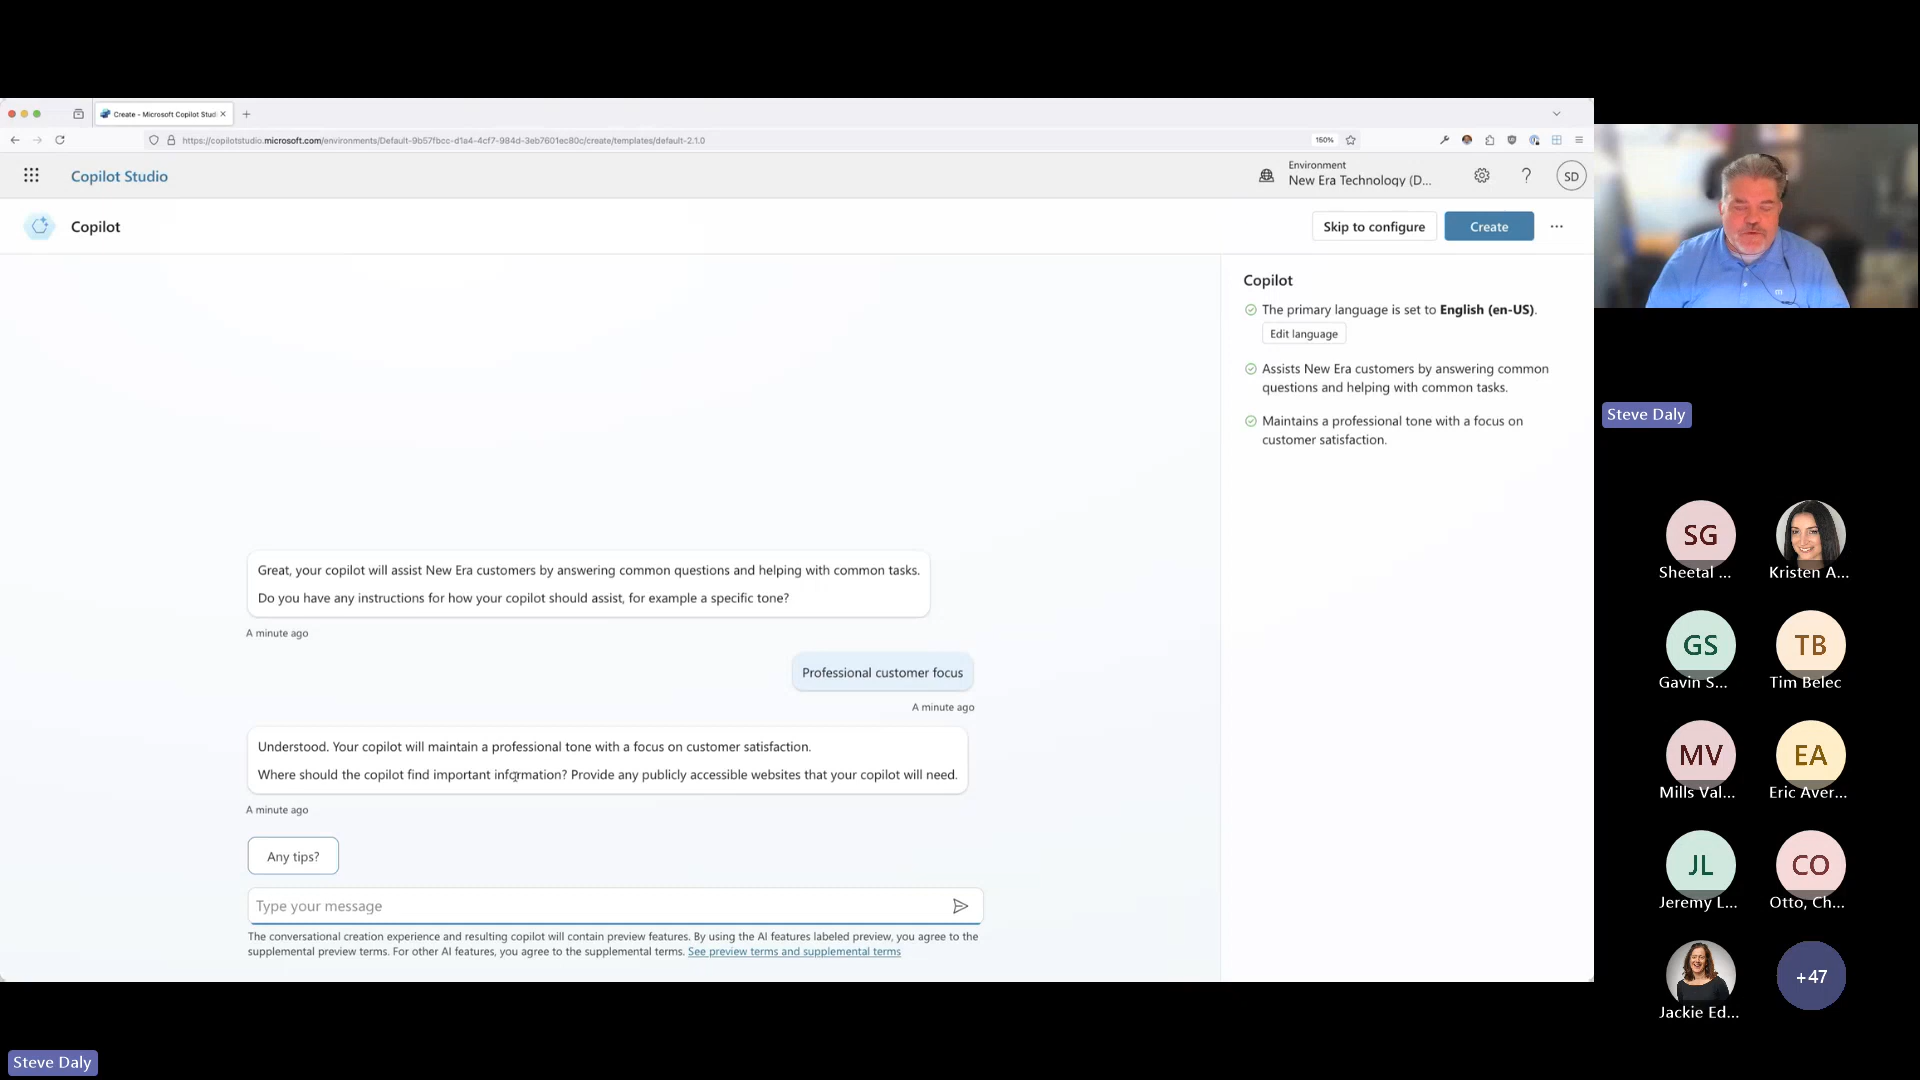 Create - Microsoft Copilot Stud
https://copilotstudio.microsoft.com/environments/Default-9b57fbcc-d1a4-4cf7-984d-3eb7601ec80c/create/templates/default-2.1.0
150%
Copilot Studio
Environment
New Era Technology (D...
SD
Copilot
Skip to configure
Create
Copilot
The primary language is set to English (en-US).
Edit language
Assists New Era customers by answering common
questions and helping with common tasks.
Maintains a professional tone with a focus on
customer satisfaction.
Great, your copilot will assist New Era customers by answering common questions and helping with common tasks.
Do you have any instructions for how your copilot should assist, for example a specific tone?
A minute ago
Professional customer focus
A minute ago
Understood. Your copilot will maintain a professional tone with a focus on customer satisfaction.
Where should the copilot find important information? Provide any publicly accessible websites that your copilot will need.
A minute ago
Any tips?
Type your message
The conversational creation experience and resulting copilot will contain preview features. By using the AI features labeled preview, you agree to the
supplemental preview terms. For other AI features, you agree to the supplemental terms. See preview terms and supplemental terms
Steve Daly
SG
Sheetal ...
Kristen A...
GS
Gavin S...
TB
Tim Belec
MV
Mills Val...
EA
Eric Aver...
JL
Jeremy L...
CO
Otto, Ch...
Jackie Ed...
+47
Steve Daly